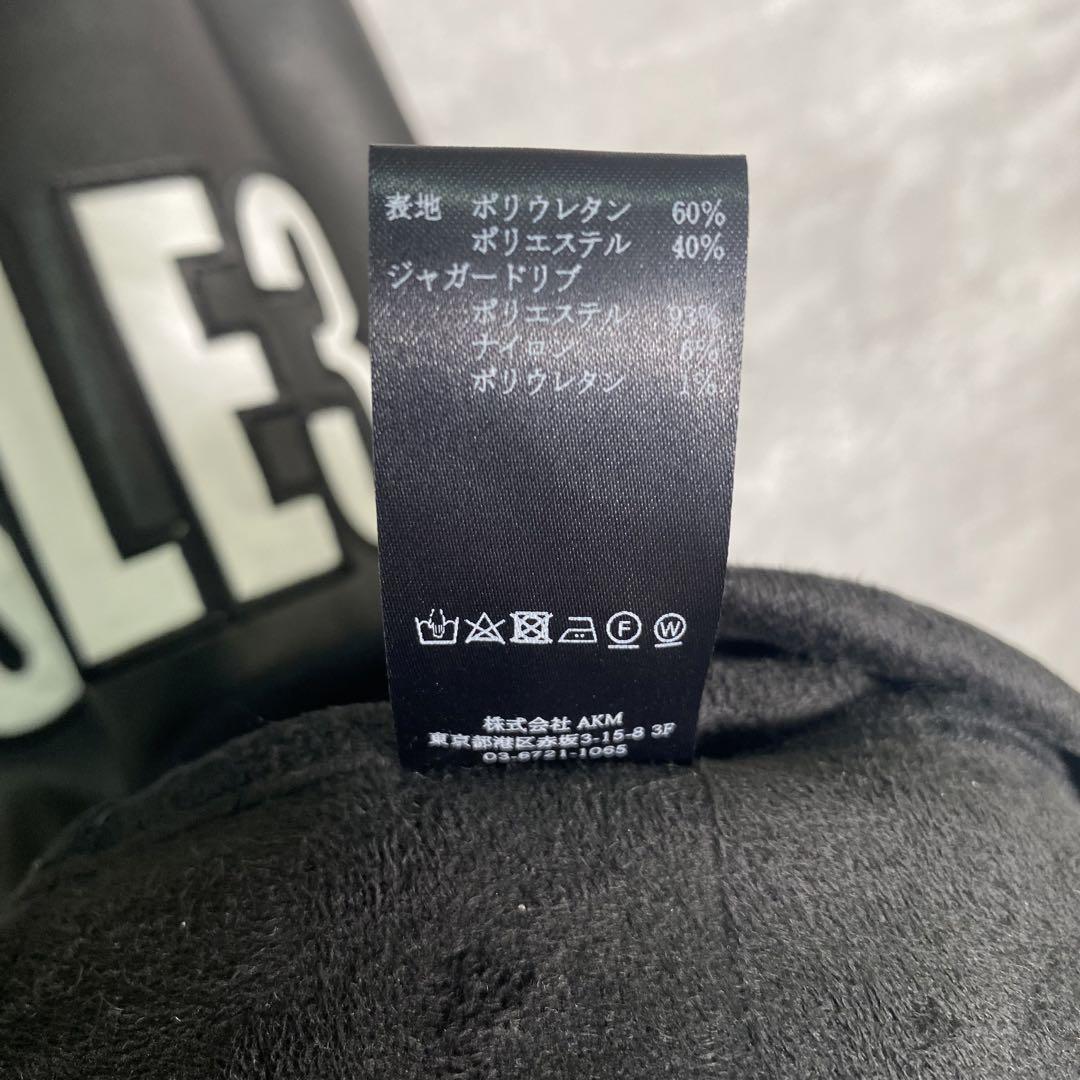 LE3
表地 ポリウレタン 60%
ポリエステル 40%
ジャガードリブ
ポリエステル 93%
ナイロン 6%
ポリウレタン 1%
F W
株式会社 AKM
東京都港区赤坂3-15-8 3F
03-6721-1065